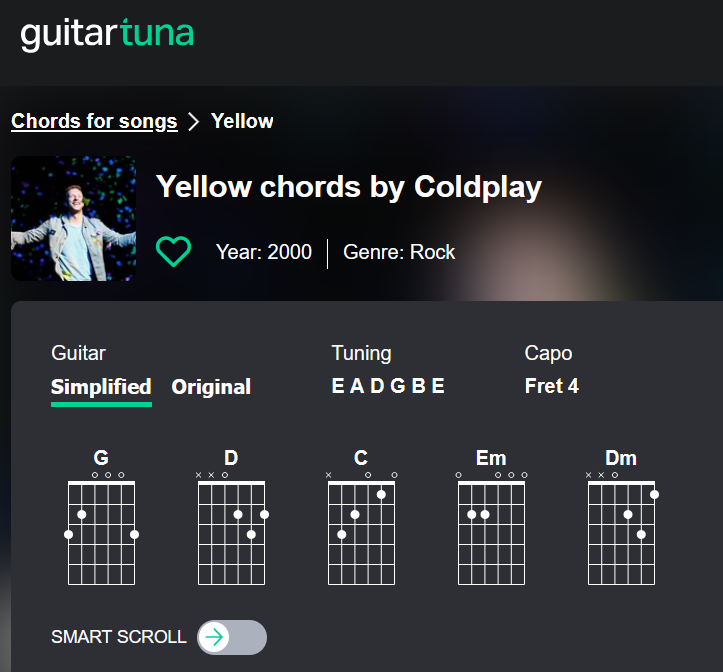 guitartuna
Chords for songs > Yellow
Yellow chords by Coldplay
Year: 2000 | Genre: Rock
Guitar Tuning Capo
Simplified Original E A D G B E Fret 4
G D C Em Dm
x x o x o o o o o o x x o
SMART SCROLL